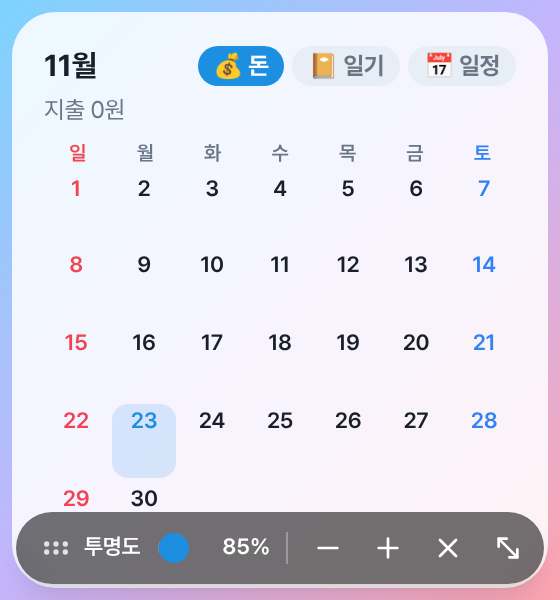 11월 💰 돈 📔 일기 📅 일정
지출 0원
일 월 화 수 목 금 토
1 2 3 4 5 6 7
8 9 10 11 12 13 14
15 16 17 18 19 20 21
22 23 24 25 26 27 28
29 30
투명도 85%